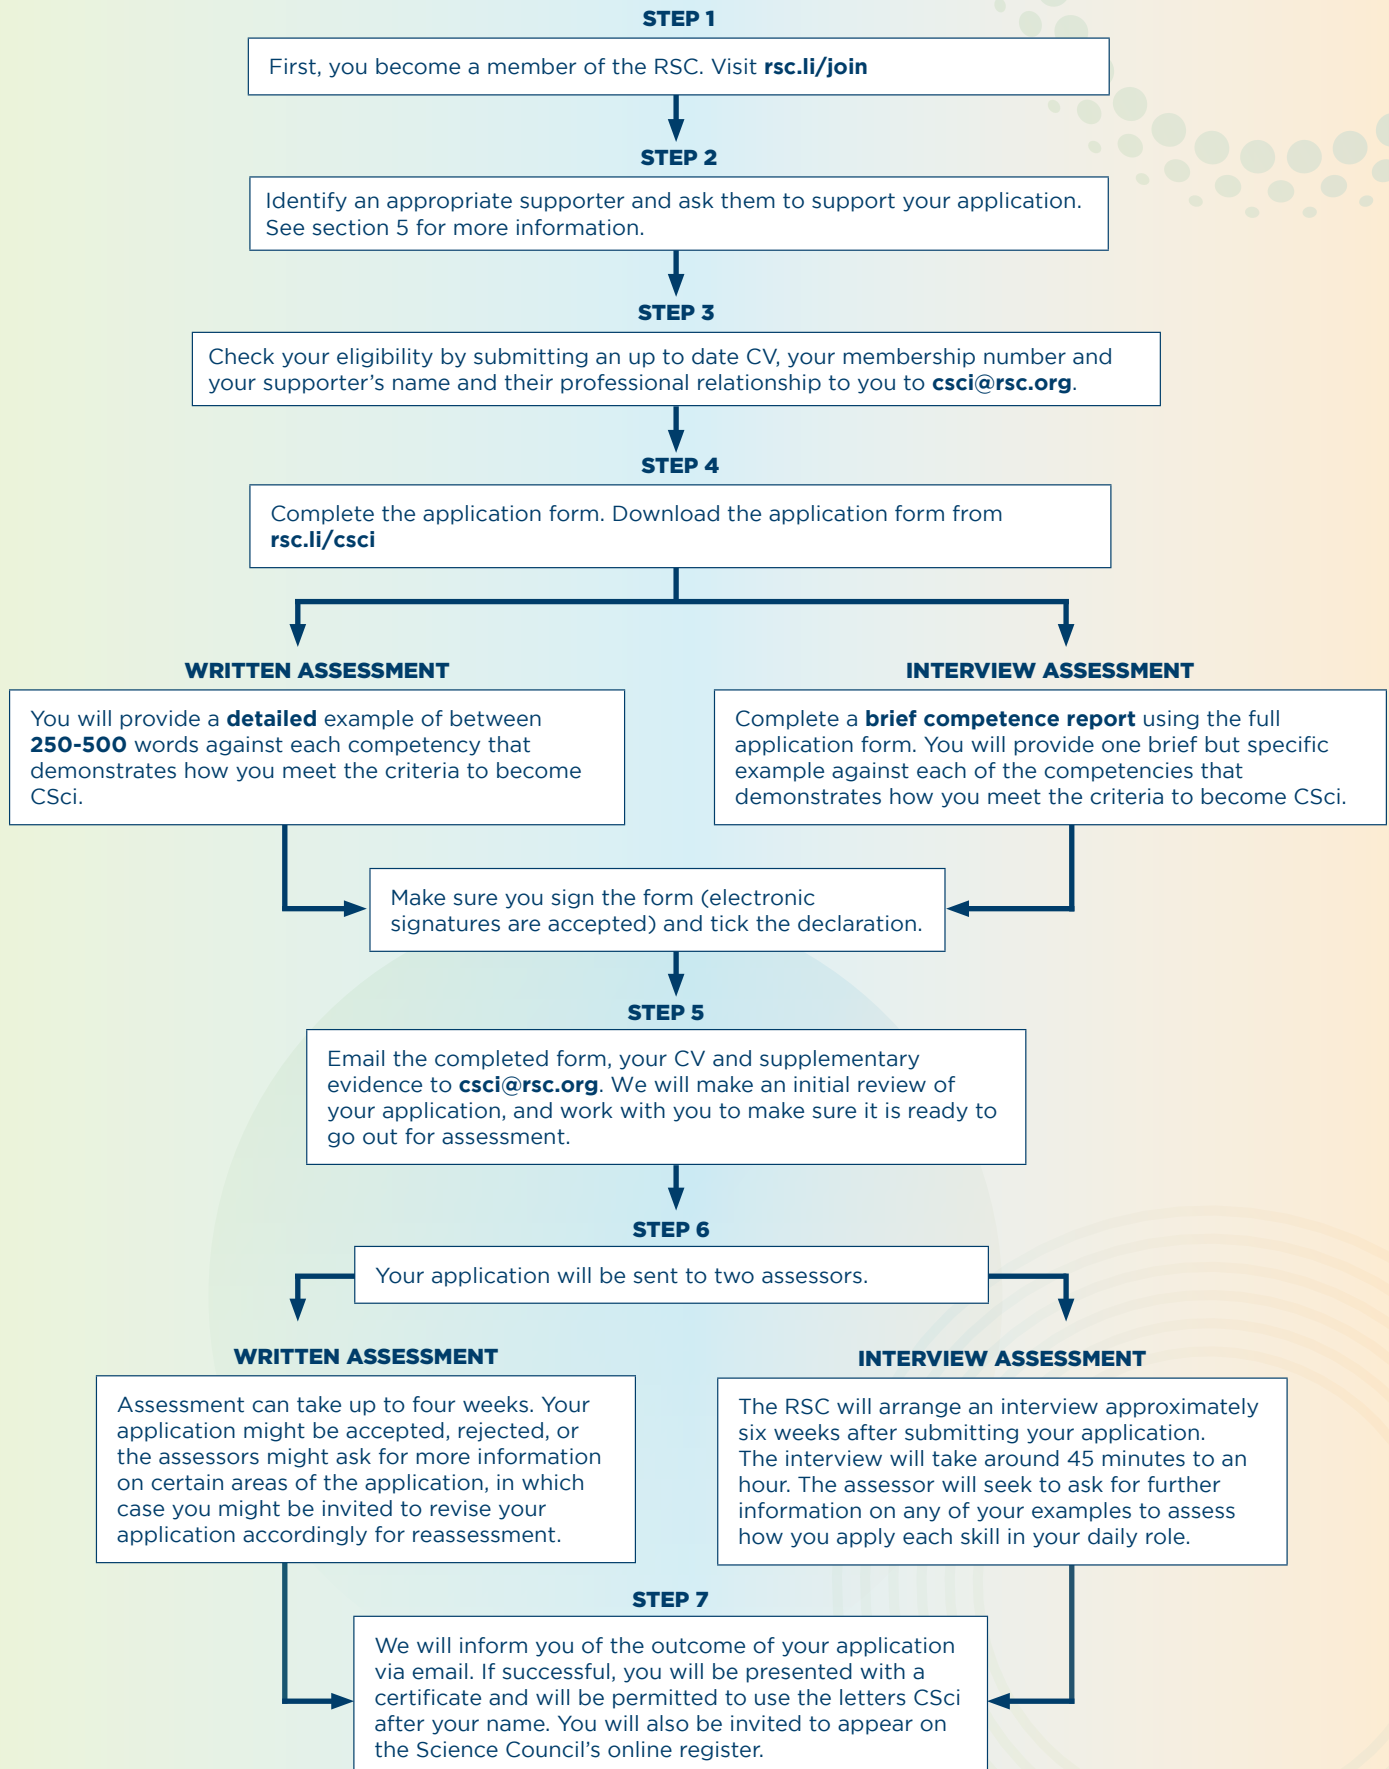 STEP 1
First, you become a member of the RSC. Visit rsc.li/join
STEP 2
Identify an appropriate supporter and ask them to support your application.
See section 5 for more information.
STEP 3
Check your eligibility by submitting an up to date CV, your membership number and
your supporter’s name and their professional relationship to you to csci@rsc.org.
STEP 4
Complete the application form. Download the application form from
rsc.li/csci
WRITTEN ASSESSMENT
You will provide a detailed example of between
250-500 words against each competency that
demonstrates how you meet the criteria to become
CSci.
INTERVIEW ASSESSMENT
Complete a brief competence report using the full
application form. You will provide one brief but specific
example against each of the competencies that
demonstrates how you meet the criteria to become CSci.
Make sure you sign the form (electronic
signatures are accepted) and tick the declaration.
STEP 5
Email the completed form, your CV and supplementary
evidence to csci@rsc.org. We will make an initial review of
your application, and work with you to make sure it is ready to
go out for assessment.
STEP 6
Your application will be sent to two assessors.
WRITTEN ASSESSMENT
Assessment can take up to four weeks. Your
application might be accepted, rejected, or
the assessors might ask for more information
on certain areas of the application, in which
case you might be invited to revise your
application accordingly for reassessment.
INTERVIEW ASSESSMENT
The RSC will arrange an interview approximately
six weeks after submitting your application.
The interview will take around 45 minutes to an
hour. The assessor will seek to ask for further
information on any of your examples to assess
how you apply each skill in your daily role.
STEP 7
We will inform you of the outcome of your application
via email. If successful, you will be presented with a
certificate and will be permitted to use the letters CSci
after your name. You will also be invited to appear on
the Science Council’s online register.